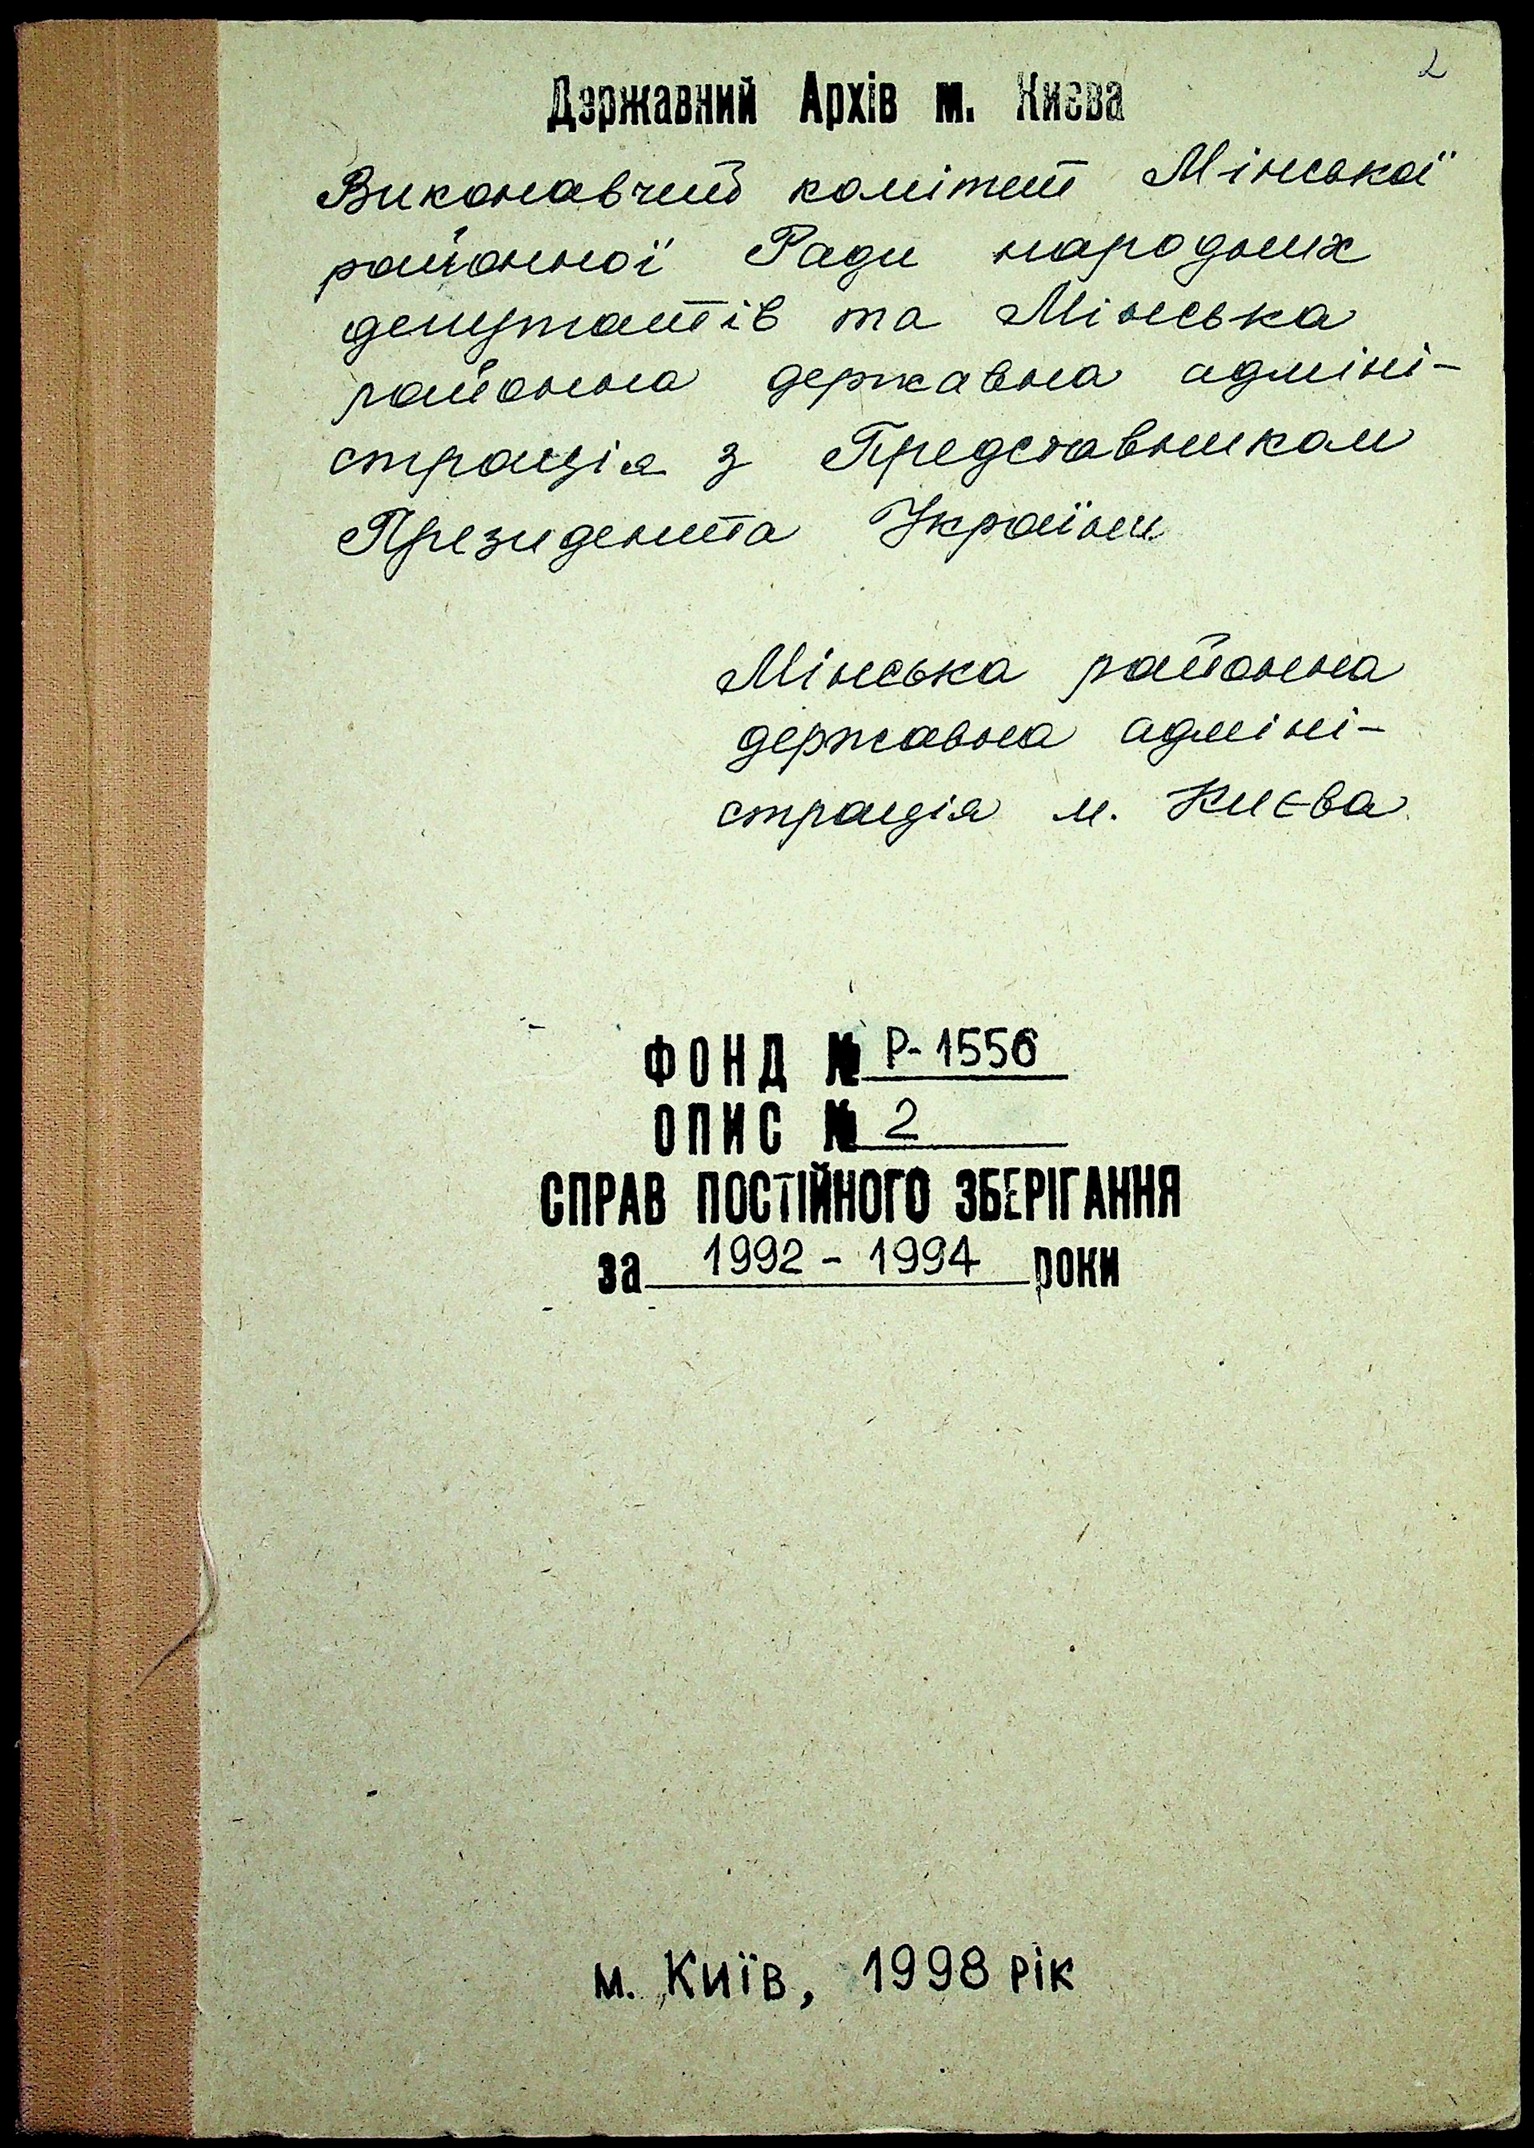 2
Державний Архів м. Києва
Виконавчий комітет Мінської
районної Ради народних
депутатів та Мінська
районна державна адміні-
страція з Представником
Президента України
Мінська районна
державна адміні-
страція м. Києва
ФОНД № Р-1556
ОПИС № 2
СПРАВ ПОСТІЙНОГО ЗБЕРІГАННЯ
за 1992 - 1994 роки
м. Київ, 1998 рік